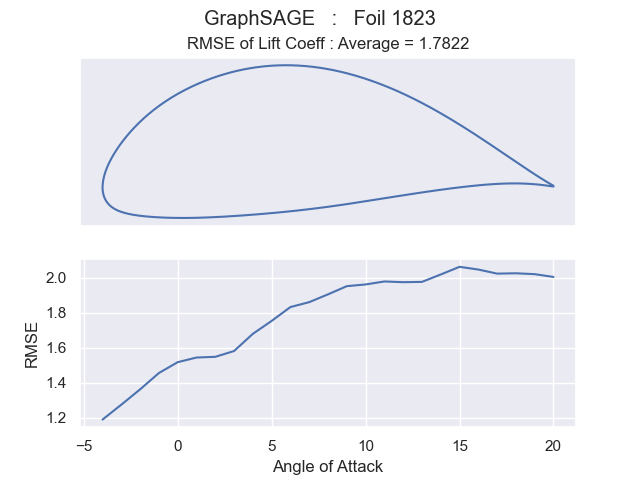 GraphSAGE : Foil 1823
RMSE of Lift Coeff : Average = 1.7822
2.0
1.8
1.6
1.4
1.2
RMSE
−5 0 5 10 15 20
Angle of Attack